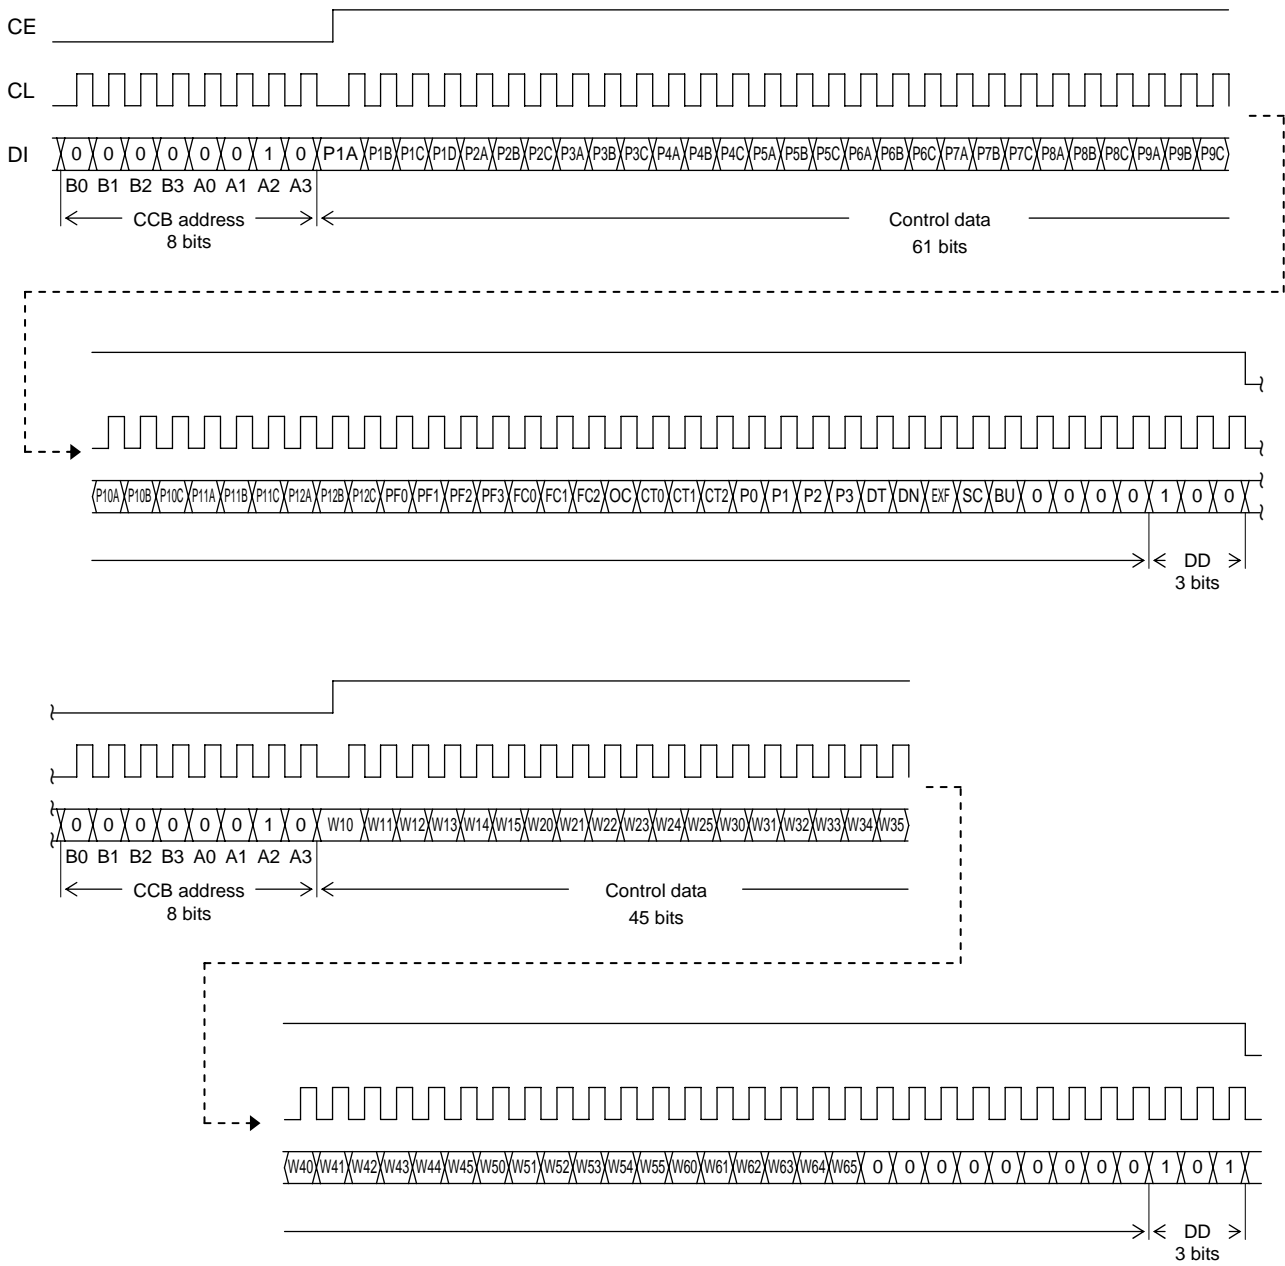 CE
CL
DI 0 0 0 0 0 0 1 0 P1A P1B P1C P1D P2A P2B P2C P3A P3B P3C P4A P4B P4C P5A P5B P5C P6A P6B P6C P7A P7B P7C P8A P8B P8C P9A P9B P9C
B0 B1 B2 B3 A0 A1 A2 A3
CCB address Control data
8 bits 61 bits
P10A P10B P10C P11A P11B P11C P12A P12B P12C PF0 PF1 PF2 PF3 FC0 FC1 FC2 OC CT0 CT1 CT2 P0 P1 P2 P3 DT DN EXF SC BU 0 0 0 0 1 0 0
DD
3 bits
0 0 0 0 0 0 1 0 W10 W11 W12 W13 W14 W15 W20 W21 W22 W23 W24 W25 W30 W31 W32 W33 W34 W35
B0 B1 B2 B3 A0 A1 A2 A3
CCB address Control data
8 bits 45 bits
W40 W41 W42 W43 W44 W45 W50 W51 W52 W53 W54 W55 W60 W61 W62 W63 W64 W65 0 0 0 0 0 0 0 0 0 1 0 1
DD
3 bits